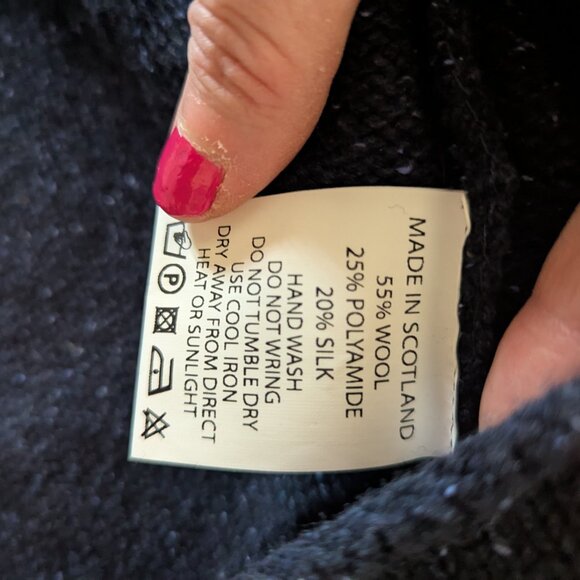 MADE IN SCOTLAND
55% WOOL
25% POLYAMIDE
20% SILK
HAND WASH
DO NOT WRING
DO NOT TUMBLE DRY
USE COOL IRON
DRY AWAY FROM DIRECT
HEAT OR SUNLIGHT
P